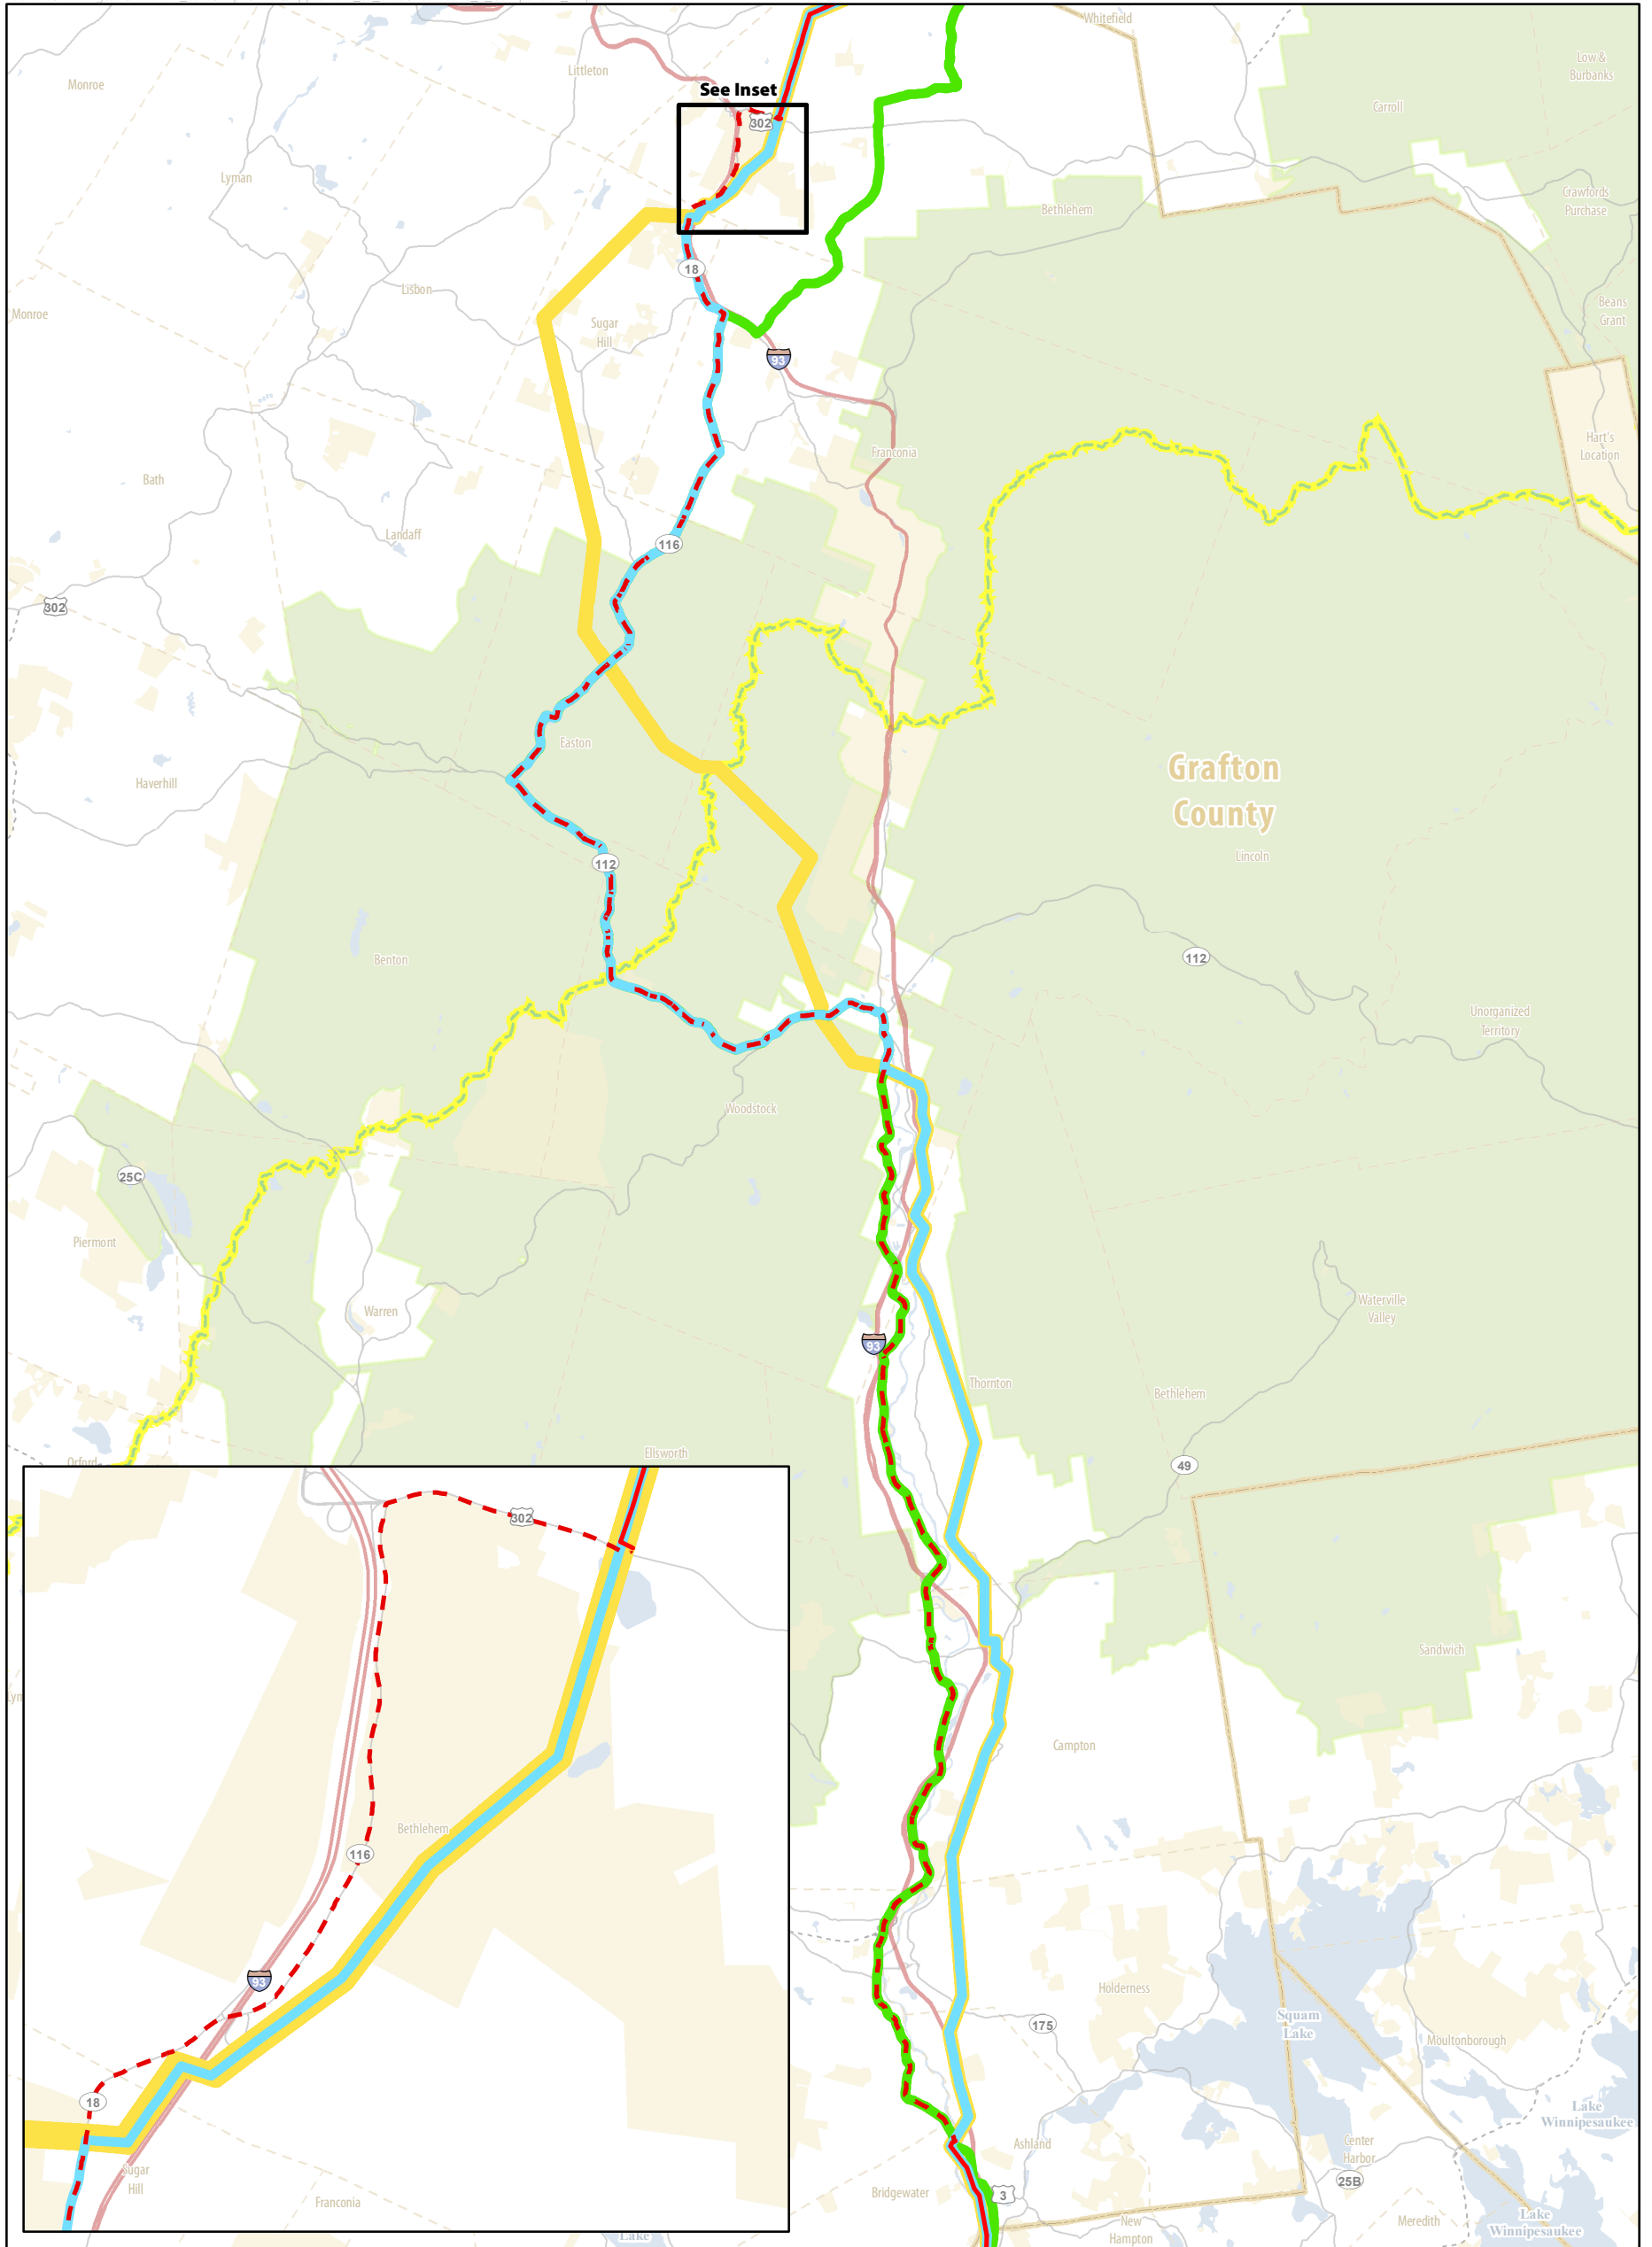 Whitefield
Monroe
Littleton
Low &
Burbanks
See Inset
302
Carroll
Lyman
Crawfords
Purchase
Bethlehem
18
Lisbon
Monroe
Sugar
Hill
Beans
Grant
93
Franconia
Hart's
Location
Bath
Landaff
116
302
Easton
Haverhill
Grafton
County
Lincoln
112
Benton
112
Unorganized
Territory
Woodstock
25C
Piermont
Warren
Waterville
Valley
93
Thornton
Bethlehem
Ellsworth
Orford
49
302
Sandwich
Lyn
Campton
Bethlehem
116
93
Holderness
Squam
Lake
175
Moultonborough
18
Lake
Winnipesaukee
Ashland
Center
Harbor
Sugar
Hill
25B
Bridgewater
3
Franconia
New
Hampton
Meredith
Lake
Winnipesaukee
Lake